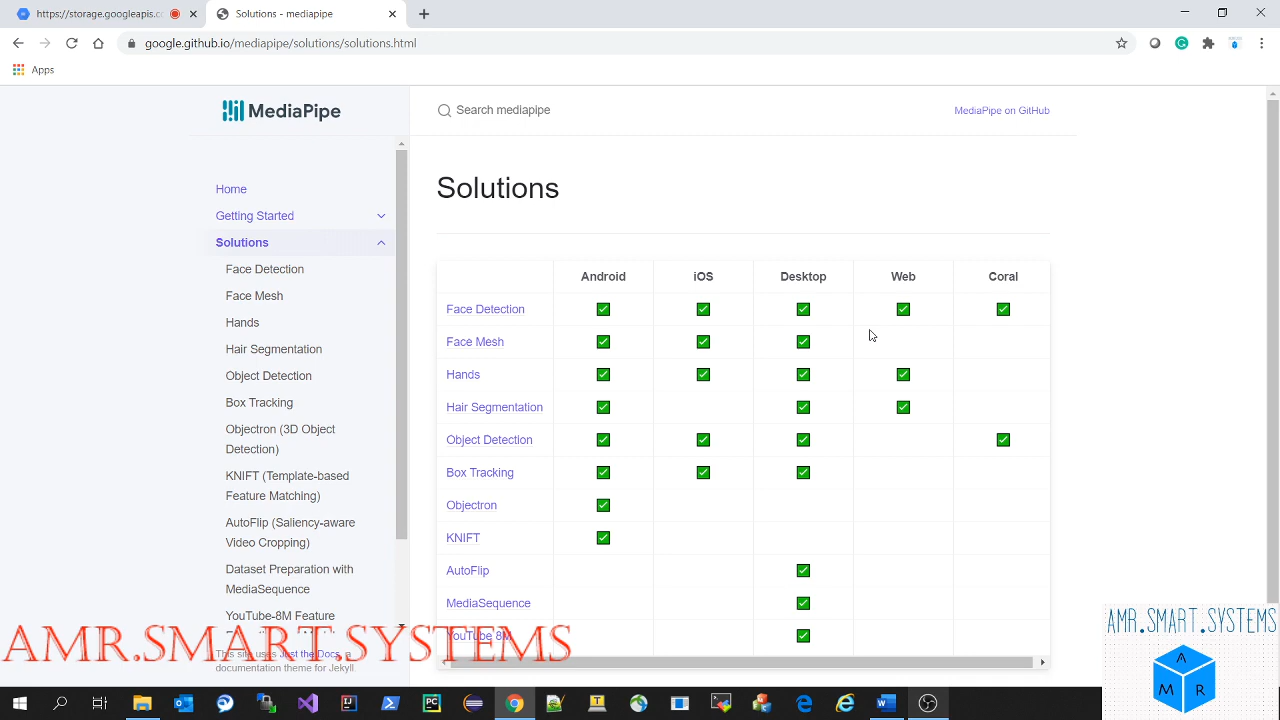 https://storage.googleapis.c
Solutions - mediapipe
google.github.io/mediapipe/solutions/solutions.html
Apps
MediaPipe
Search mediapipe
MediaPipe on GitHub
Home
Getting Started
Solutions
Face Detection
Face Mesh
Hands
Hair Segmentation
Object Detection
Box Tracking
Objectron (3D Object
Detection)
KNIFT (Template-based
Feature Matching)
AutoFlip (Saliency-aware
Video Cropping)
Dataset Preparation with
MediaSequence
YouTube-8M Feature
This site uses Just the Docs, a
documentation theme for Jekyll.
Solutions
Android iOS Desktop Web Coral
Face Detection
Face Mesh
Hands
Hair Segmentation
Object Detection
Box Tracking
Objectron
KNIFT
AutoFlip
MediaSequence
YouTube 8M
AMR.SMART.SYSTEMS
AMR.SMART.SYSTEMS
A
M R
PC
T
W